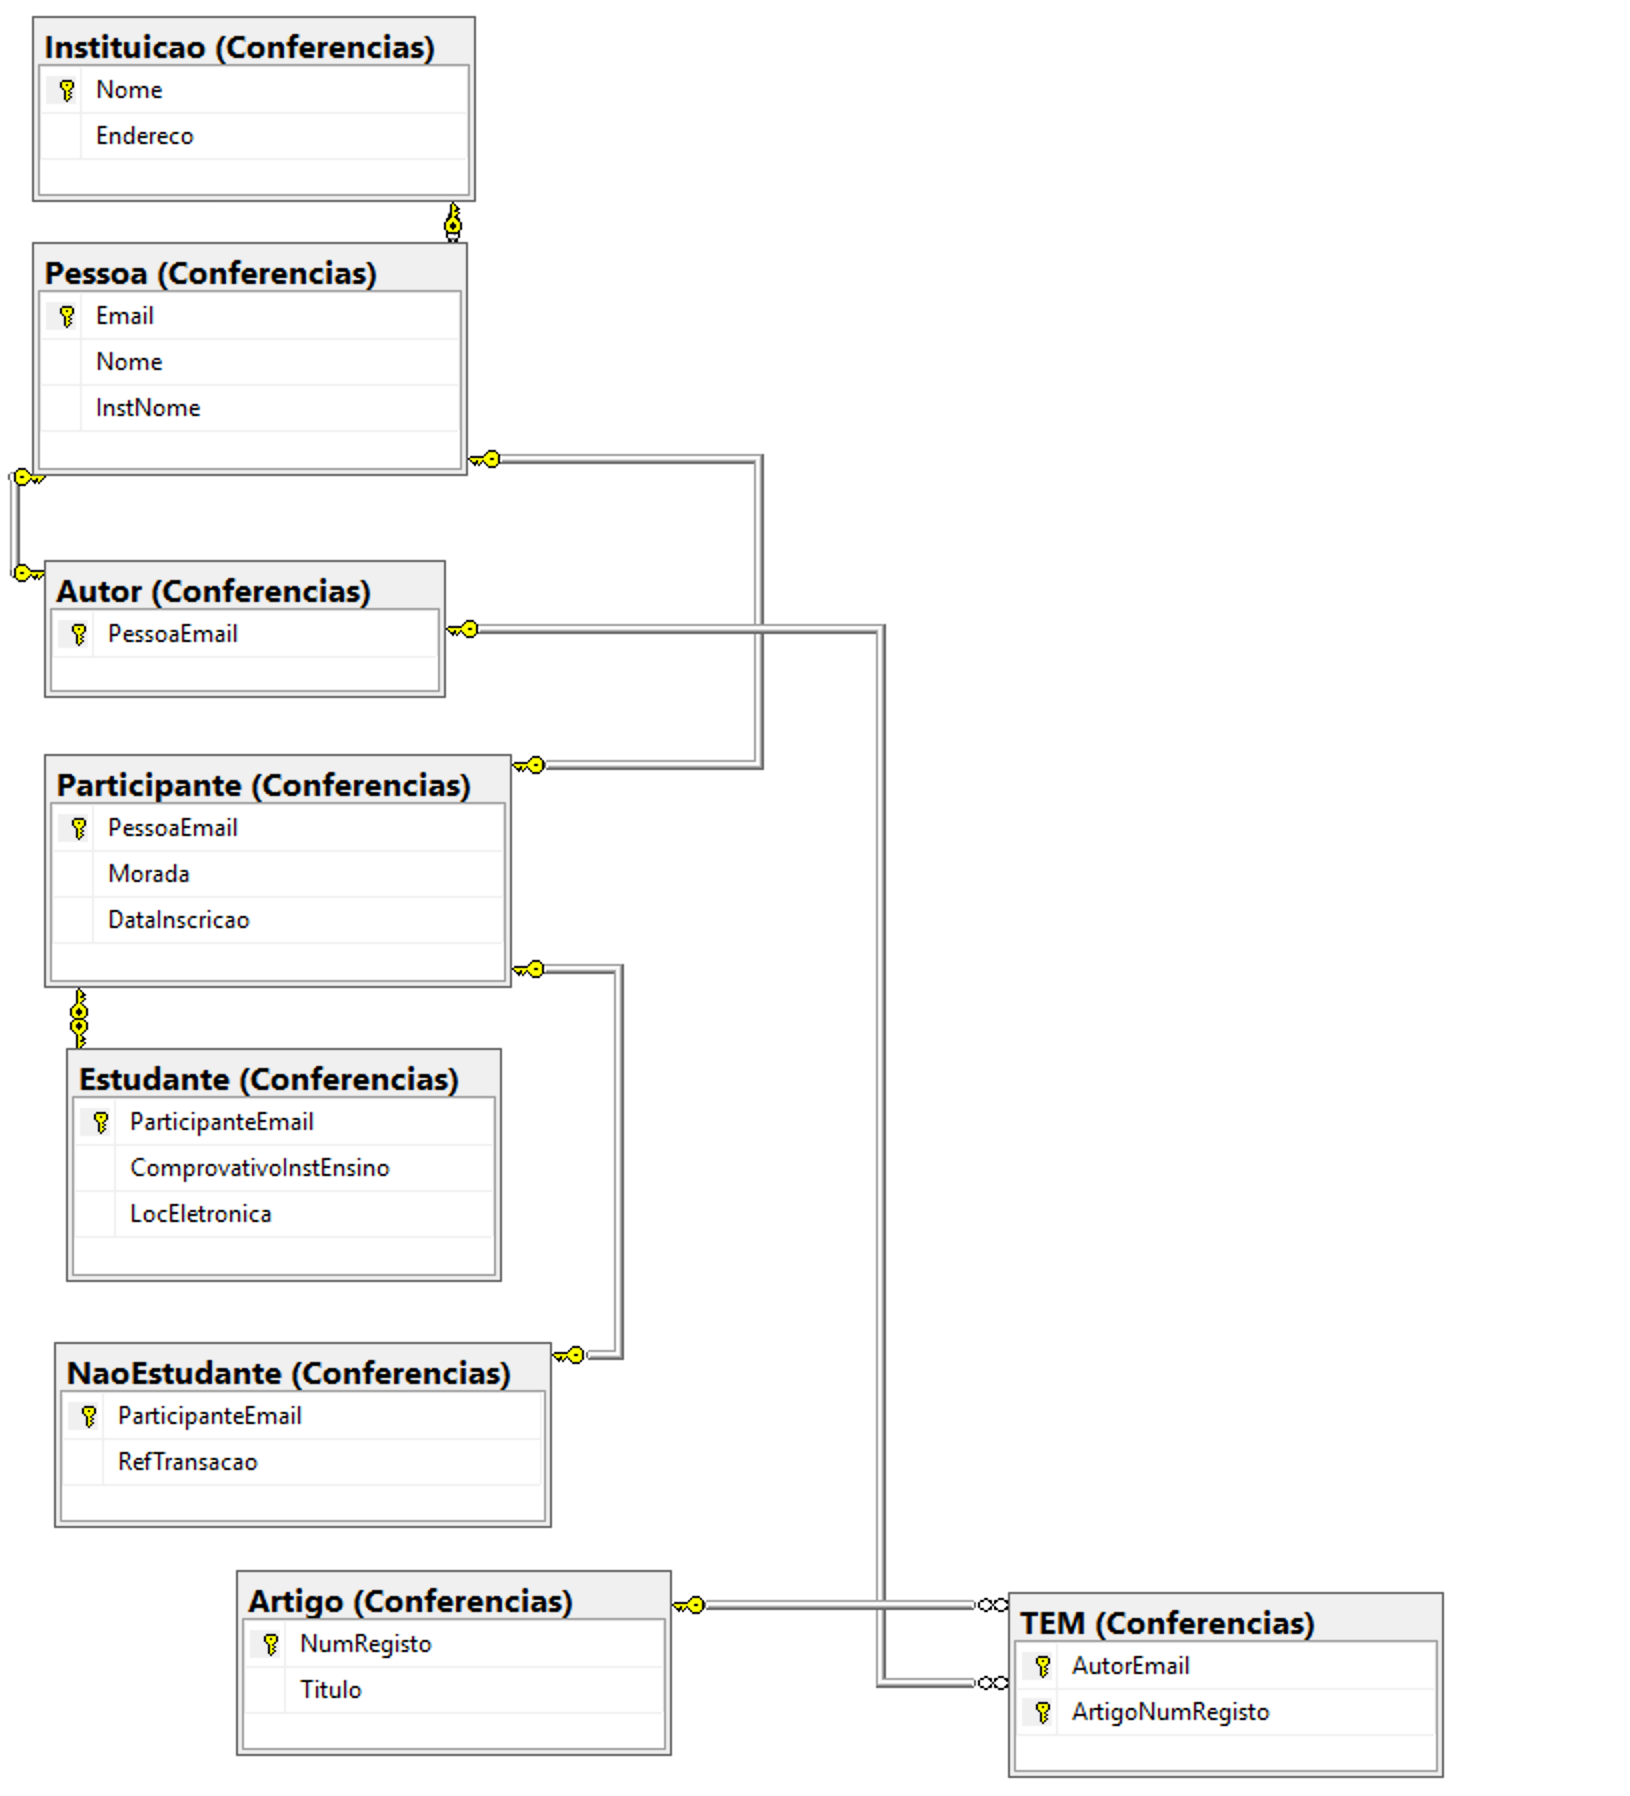 Instituicao (Conferencias)
Nome
Endereco
Pessoa (Conferencias)
Email
Nome
InstNome
Autor (Conferencias)
PessoaEmail
Participante (Conferencias)
PessoaEmail
Morada
DataInscricao
Estudante (Conferencias)
ParticipanteEmail
ComprovativoInstEnsino
LocEletronica
NaoEstudante (Conferencias)
ParticipanteEmail
RefTransacao
Artigo (Conferencias)
NumRegisto
Titulo
TEM (Conferencias)
AutorEmail
ArtigoNumRegisto